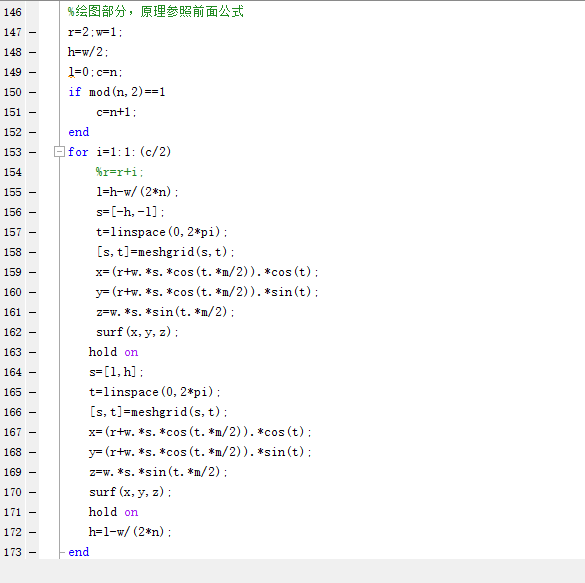 146 %绘图部分，原理参照前面公式
147 — r=2;w=1;
148 — h=w/2;
149 — l=0;c=n;
150 — if mod(n,2)==1
151 — c=n+1;
152 — end
153 — for i=1:1:(c/2)
154 %r=r+i;
155 — l=h-w/(2*n);
156 — s=[-h,-l];
157 — t=linspace(0,2*pi);
158 — [s,t]=meshgrid(s,t);
159 — x=(r+w.*s.*cos(t.*m/2)).*cos(t);
160 — y=(r+w.*s.*cos(t.*m/2)).*sin(t);
161 — z=w.*s.*sin(t.*m/2);
162 — surf(x,y,z);
163 — hold on
164 — s=[l,h];
165 — t=linspace(0,2*pi);
166 — [s,t]=meshgrid(s,t);
167 — x=(r+w.*s.*cos(t.*m/2)).*cos(t);
168 — y=(r+w.*s.*cos(t.*m/2)).*sin(t);
169 — z=w.*s.*sin(t.*m/2);
170 — surf(x,y,z);
171 — hold on
172 — h=l-w/(2*n);
173 — end